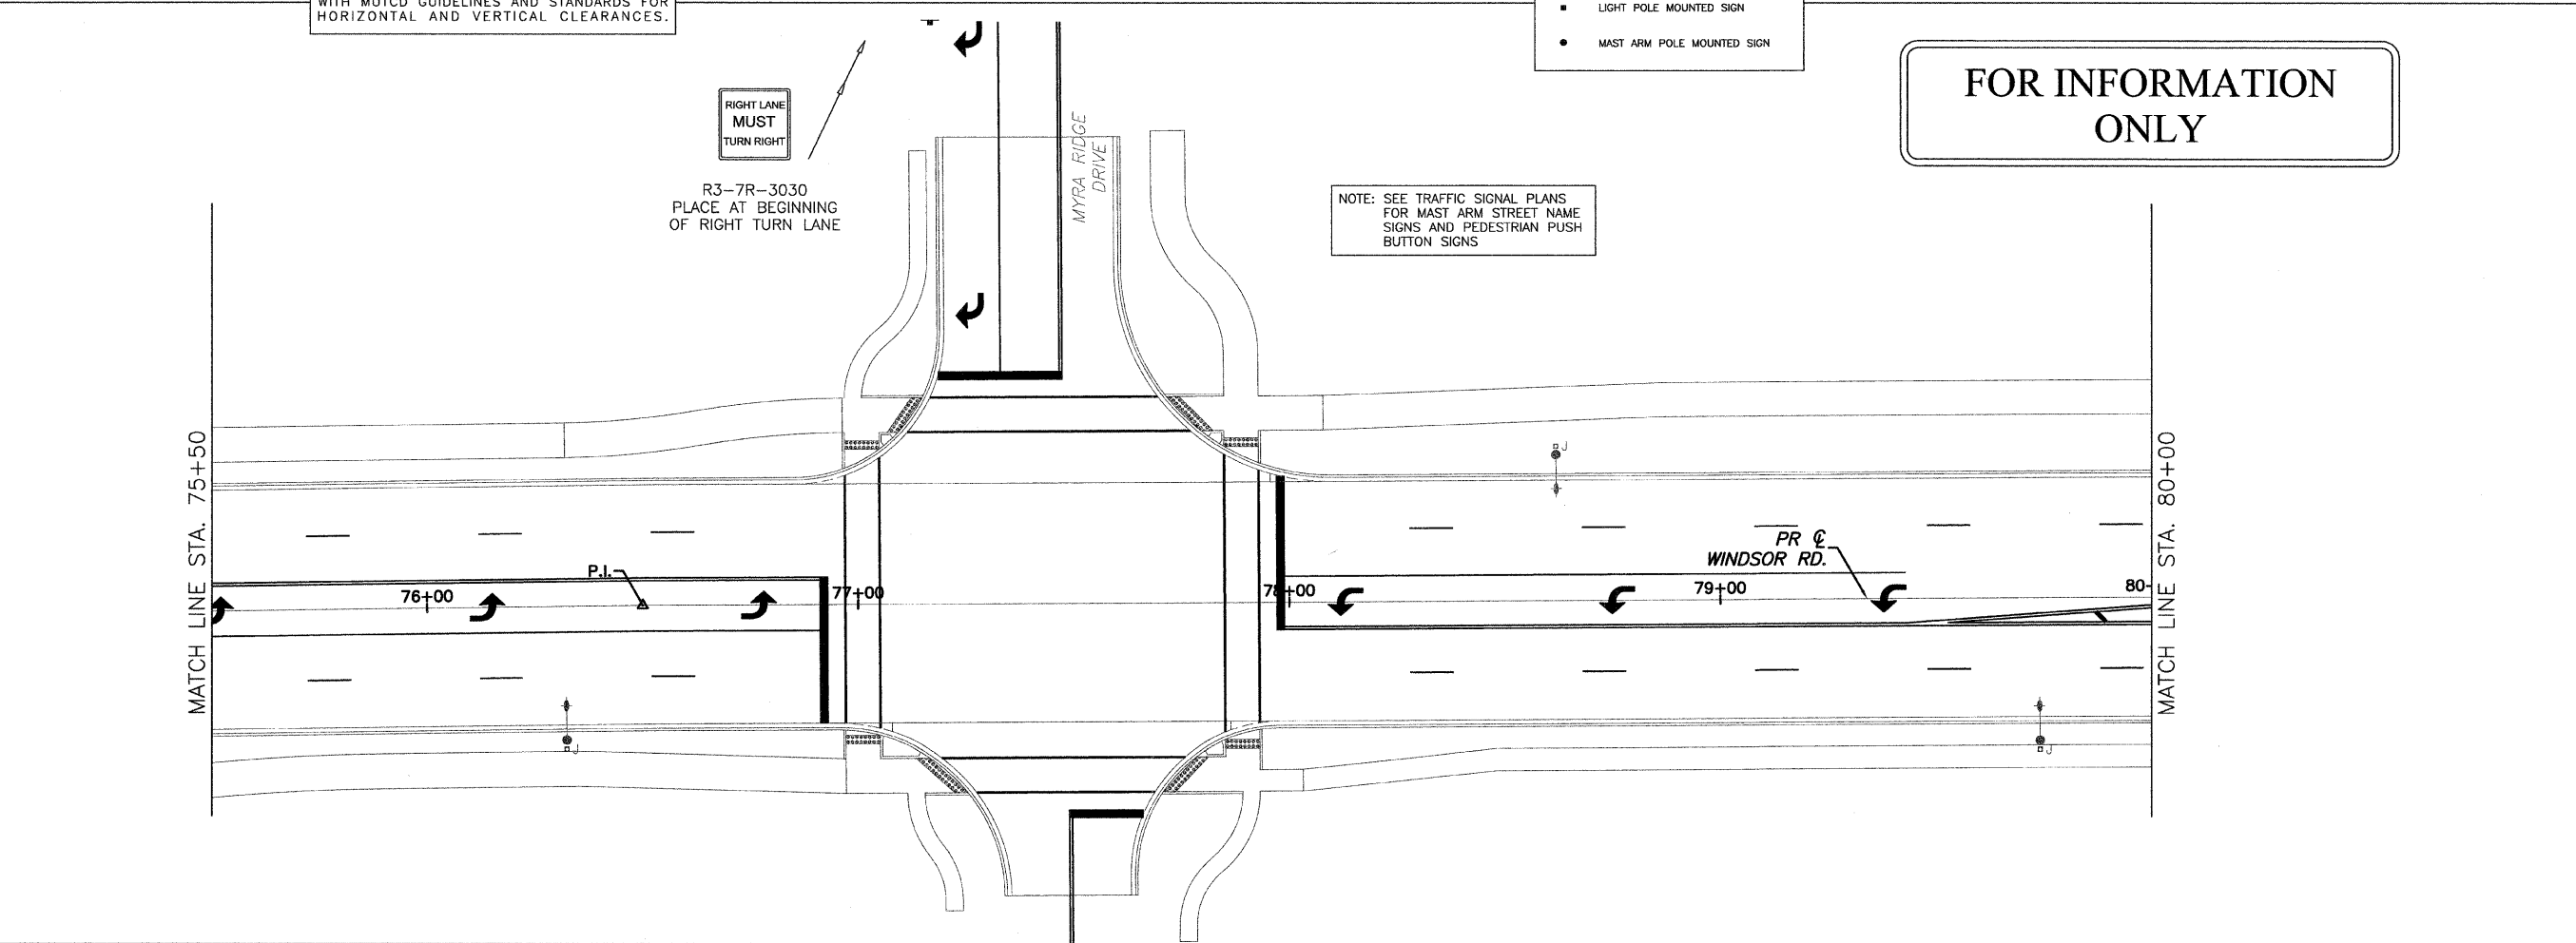 WITH MUTCD GUIDELINES AND STANDARDS FOR
HORIZONTAL AND VERTICAL CLEARANCES.
LIGHT POLE MOUNTED SIGN
MAST ARM POLE MOUNTED SIGN
FOR INFORMATION
ONLY
RIGHT LANE
MUST
TURN RIGHT
R3-7R-3030
PLACE AT BEGINNING
OF RIGHT TURN LANE
MYRA RIDGE
DRIVE
NOTE: SEE TRAFFIC SIGNAL PLANS
FOR MAST ARM STREET NAME
SIGNS AND PEDESTRIAN PUSH
BUTTON SIGNS
MATCH LINE STA. 75+50
MATCH LINE STA. 80+00
J
PR ℄
WINDSOR RD.
P.I.
76+00
77+00
78+00
79+00
80
J
J